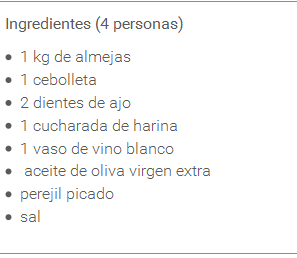 Ingredientes (4 personas)
1 kg de almejas
1 cebolleta
2 dientes de ajo
1 cucharada de harina
1 vaso de vino blanco
aceite de oliva virgen extra
perejil picado
sal